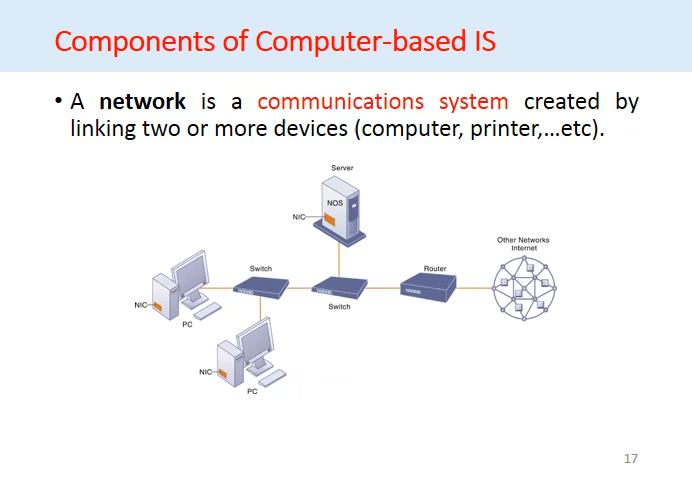 Components of Computer-based IS
• A network is a communications system created by
linking two or more devices (computer, printer,…etc).
Server
NOS
NIC
Other Networks
Internet
Switch
Router
NIC
Switch
PC
NIC
PC
17